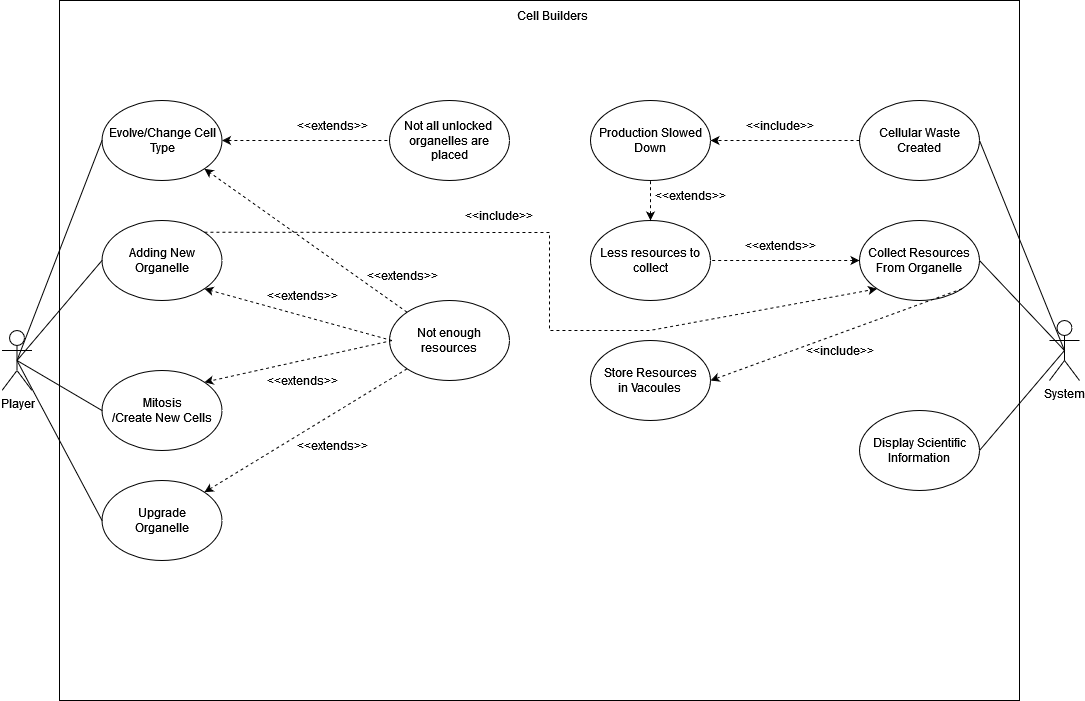 Cell Builders
Evolve/Change Cell
Type
<<extends>>
Not all unlocked
organelles are
placed
Production Slowed
Down
<<include>>
Cellular Waste
Created
<<extends>>
<<include>>
Adding New
Organelle
Less resources to
collect
<<extends>>
Collect Resources
From Organelle
<<extends>>
<<extends>>
Not enough
resources
<<include>>
Player
System
<<extends>>
Store Resources
in Vacoules
Mitosis
/Create New Cells
<<extends>>
Display Scientific
Information
Upgrade
Organelle